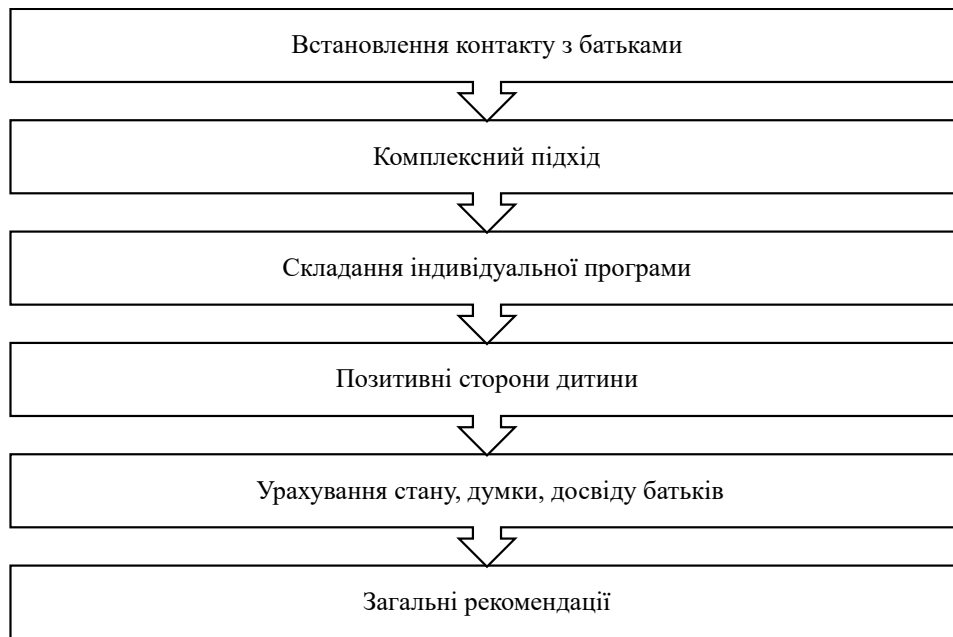 Встановлення контакту з батьками
Комплексний підхід
Складання індивідуальної програми
Позитивні сторони дитини
Урахування стану, думки, досвіду батьків
Загальні рекомендації